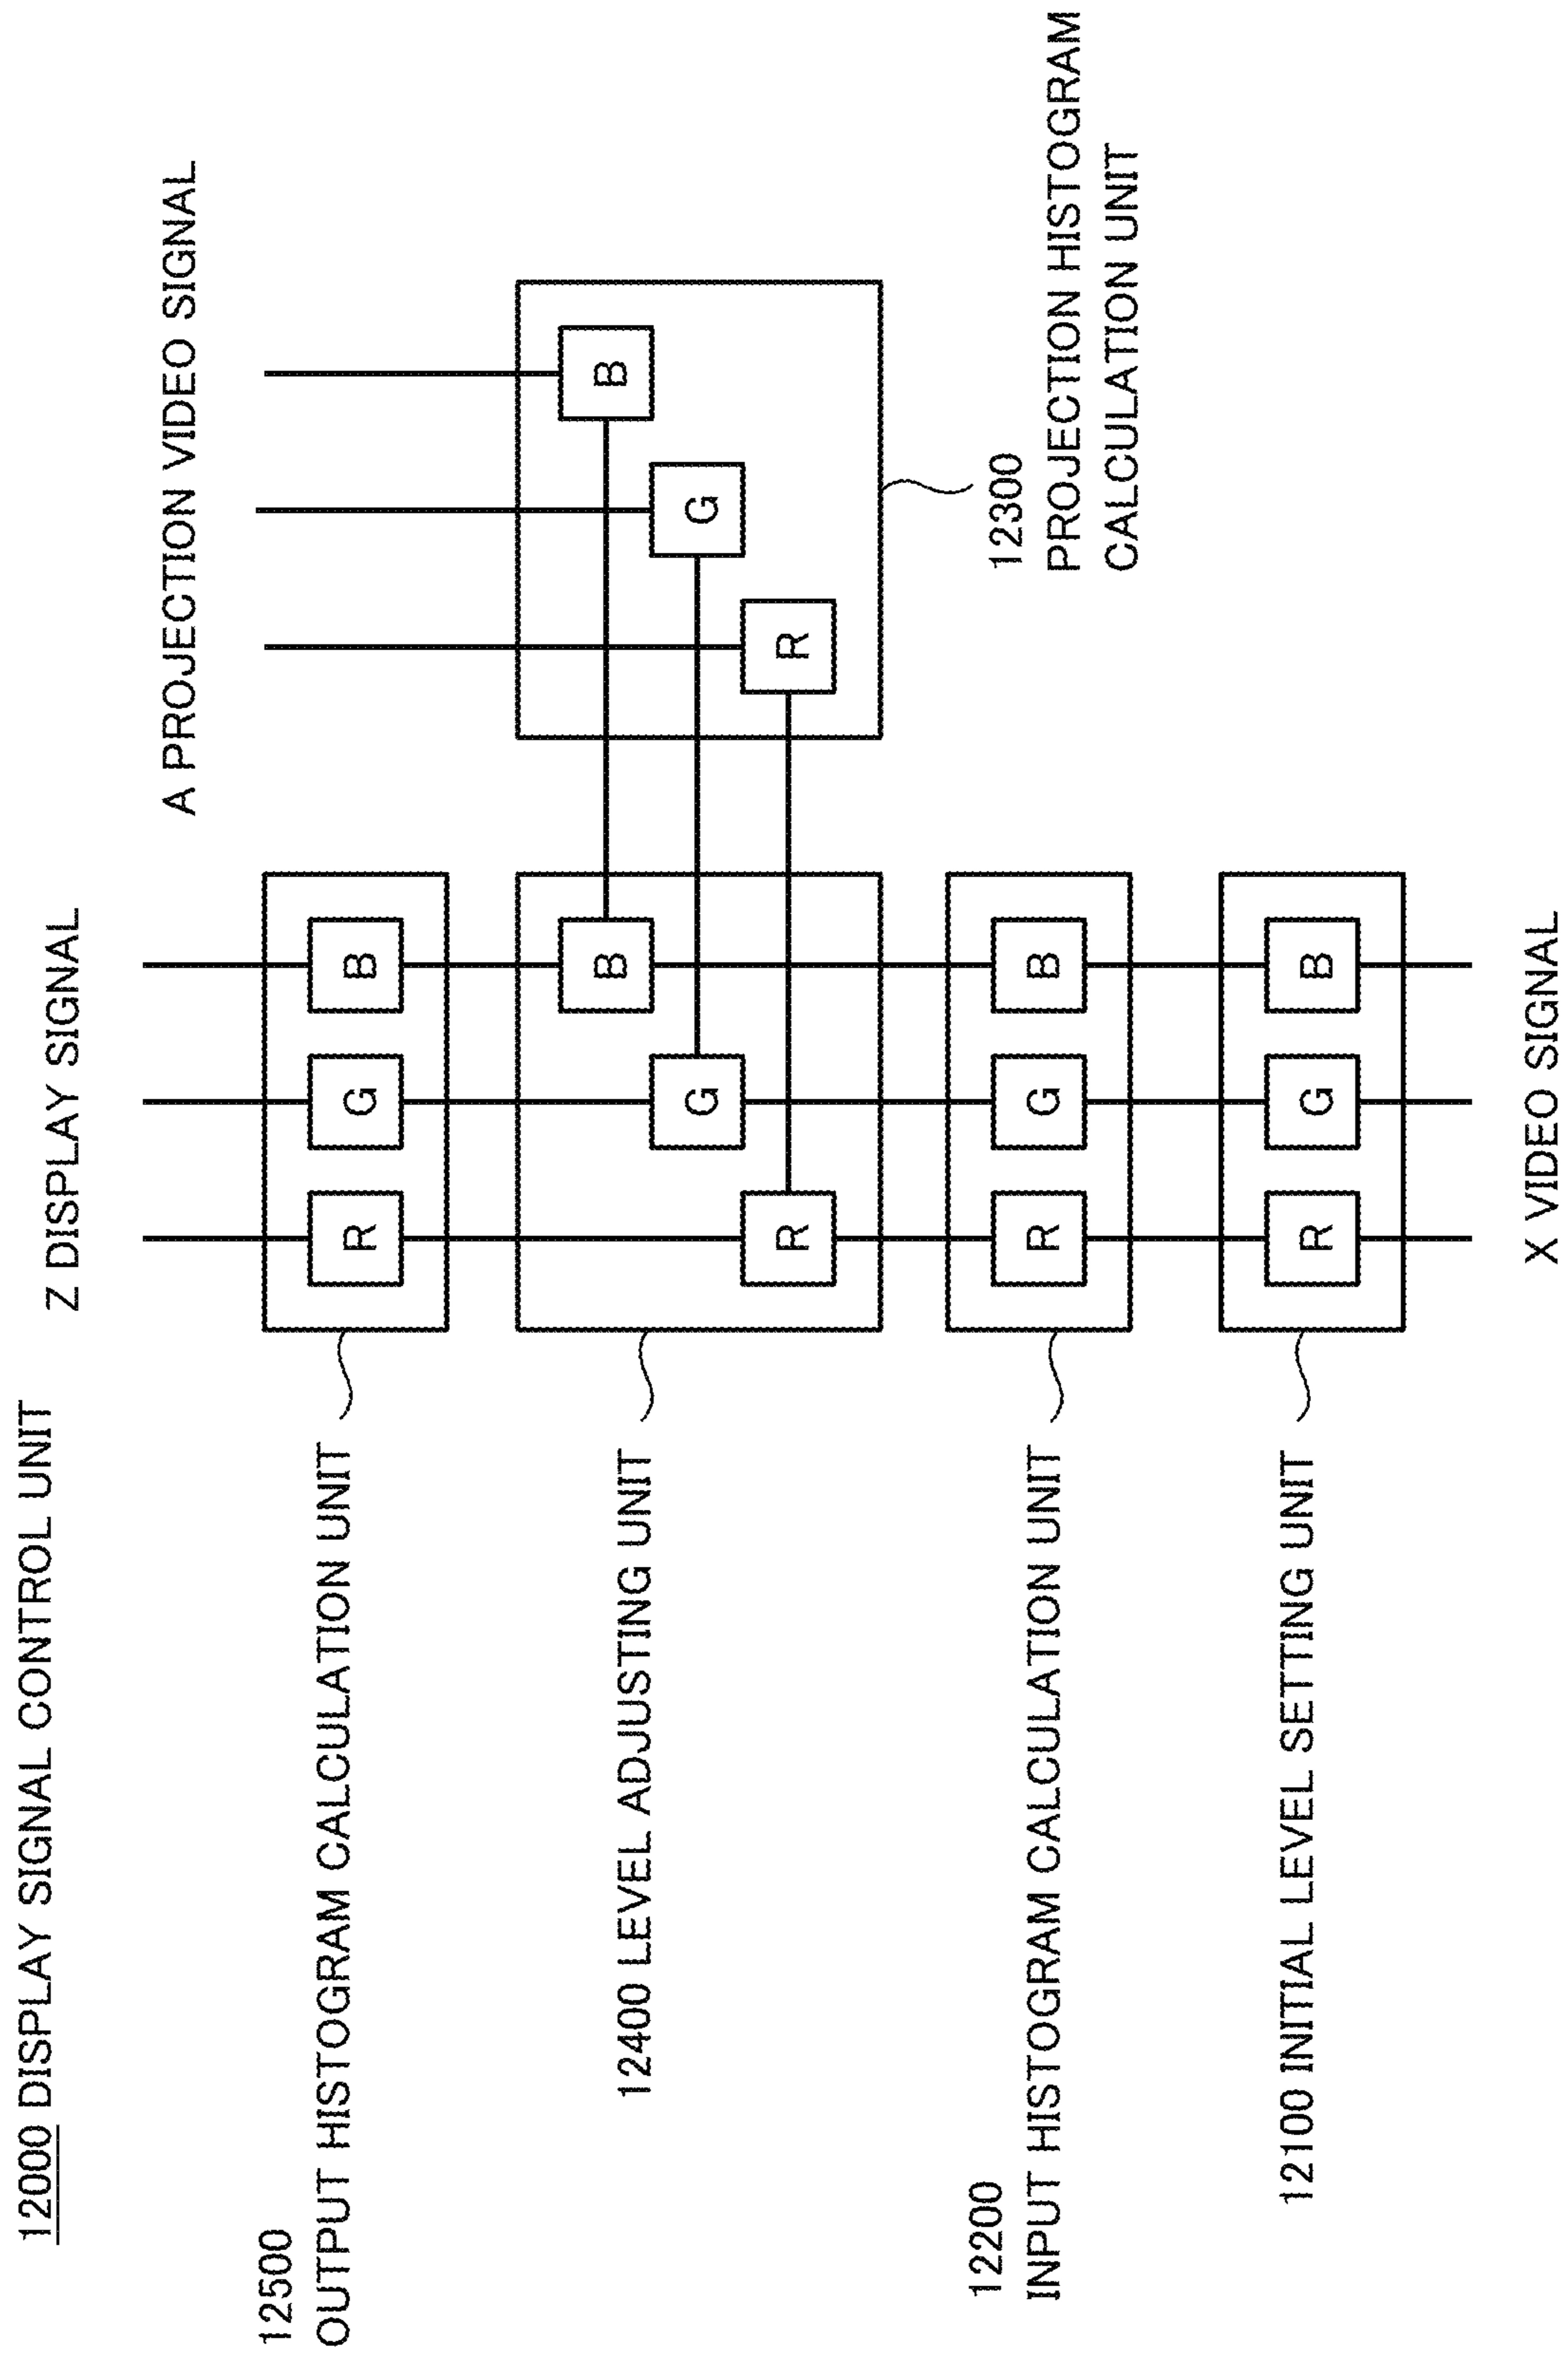 12000 DISPLAY SIGNAL CONTROL UNIT
Z DISPLAY SIGNAL
A PROJECTION VIDEO SIGNAL
12500
OUTPUT HISTOGRAM CALCULATION UNIT
R
G
B
12400 LEVEL ADJUSTING UNIT
B
G
R
B
G
R
12300
PROJECTION HISTOGRAM
CALCULATION UNIT
12200
INPUT HISTOGRAM CALCULATION UNIT
R
G
B
12100 INITIAL LEVEL SETTING UNIT
R
G
B
X VIDEO SIGNAL